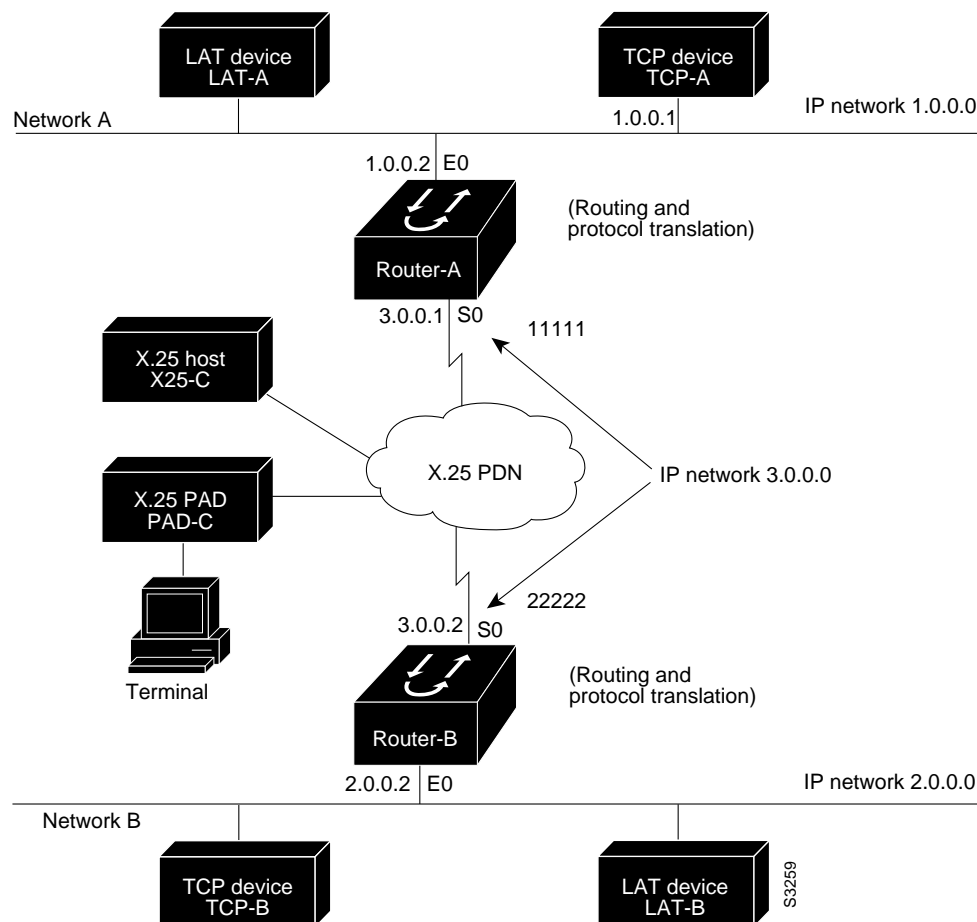 LAT device
LAT-A
TCP device
TCP-A
Network A
1.0.0.1
IP network 1.0.0.0
1.0.0.2
E0
(Routing and
protocol translation)
Router-A
3.0.0.1
S0
11111
X.25 host
X25-C
X.25 PDN
IP network 3.0.0.0
X.25 PAD
PAD-C
Terminal
22222
3.0.0.2
S0
(Routing and
protocol translation)
Router-B
2.0.0.2
E0
IP network 2.0.0.0
Network B
TCP device
TCP-B
LAT device
LAT-B
S3259